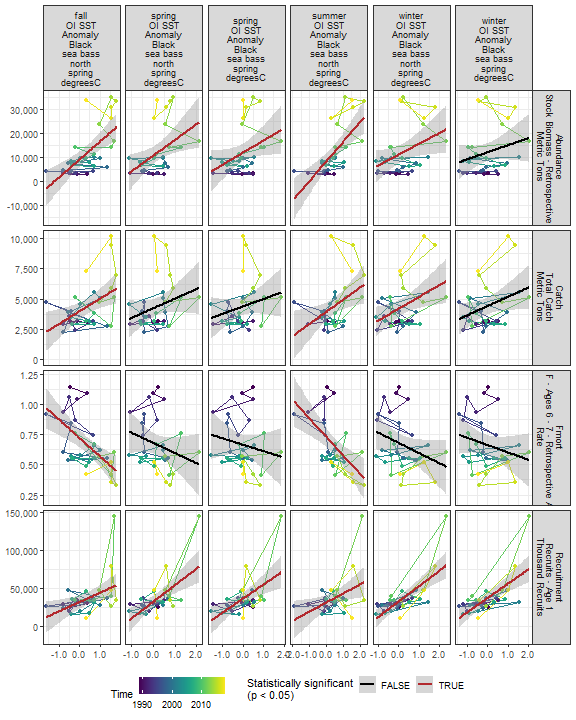 fall
OI SST
Anomaly
Black
sea bass
north
spring
degreesC
spring
OI SST
Anomaly
Black
sea bass
north
spring
degreesC
spring
OI SST
Anomaly
Black
sea bass
spring
degreesC
summer
OI SST
Anomaly
Black
sea bass
north
spring
degreesC
winter
OI SST
Anomaly
Black
sea bass
north
spring
degreesC
winter
OI SST
Anomaly
Black
sea bass
spring
degreesC
30,000
20,000
10,000
0
-10,000
Abundance
Stock Biomass - Retrospective
Metric Tons
10,000
7,500
5,000
2,500
0
Catch
Total Catch
Metric Tons
1.25
1.00
0.75
0.50
0.25
Fmort
F - Ages 6 - 7 - Retrospective
Rate
150,000
100,000
50,000
0
Recruitment
Recruits - Age 1
Thousand Recruits
-1.0 0.0 1.0
-1.0 0.0 1.0 2.0
-1.0 0.0 1.0
-1.0 0.0 1.0
-1.0 0.0 1.0 2.0
-1.0 0.0 1.0 2.0
Time
1990 2000 2010
Statistically significant
(p < 0.05)
FALSE
TRUE